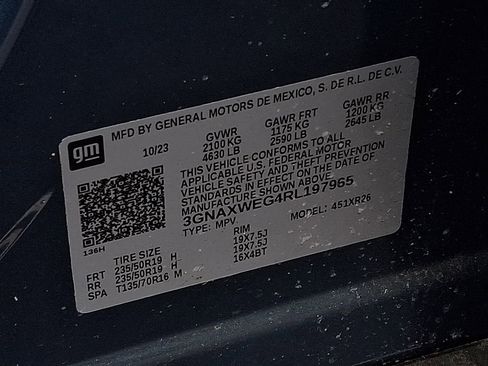 MFD BY GENERAL MOTORS DE MEXICO, S. DE R.L. DE C.V.
gm
10/23 GVWR GAWR FRT GAWR RR
2100 KG 1175 KG 1200 KG
4630 LB 2590 LB 2645 LB
THIS VEHICLE CONFORMS TO ALL
APPLICABLE U.S. FEDERAL MOTOR
VEHICLE SAFETY AND THEFT PREVENTION
STANDARDS IN EFFECT ON THE DATE OF
MANUFACTURE SHOWN ABOVE.
3GNAXWEG4RL197965
TYPE: MPV MODEL: 451XR26
136H
TIRE SIZE RIM
FRT 235/50R19 H 19X7.5J
RR 235/50R19 H 19X7.5J
SPA T135/70R16 M 16X4BT